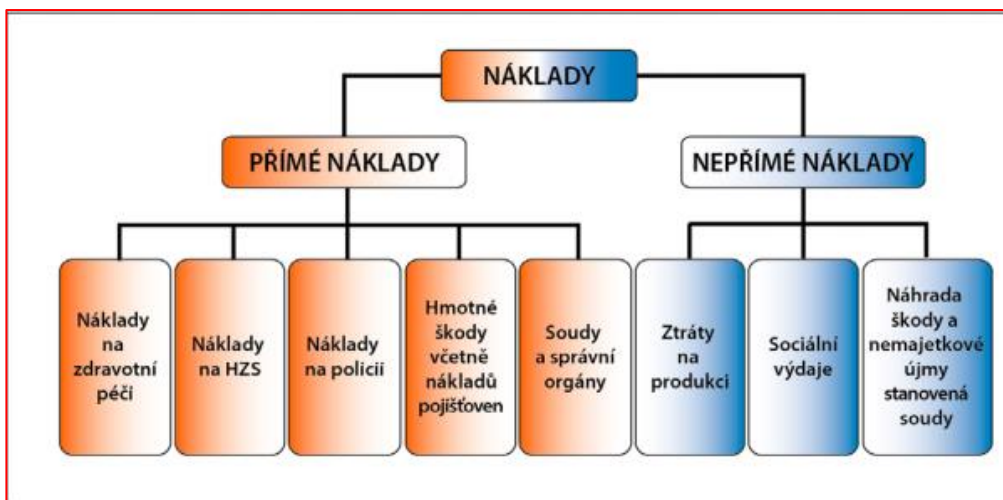 NÁKLADY
PŘÍMÉ NÁKLADY
NEPŘÍMÉ NÁKLADY
Náklady
na
zdravotní
péči
Náklady
na HZS
Náklady
na policii
Hmotné
škody
včetně
nákladů
pojišťoven
Soudy
a správní
orgány
Ztráty
na
produkci
Sociální
výdaje
Náhrada
škody a
nemajetkové
újmy
stanovená
soudy